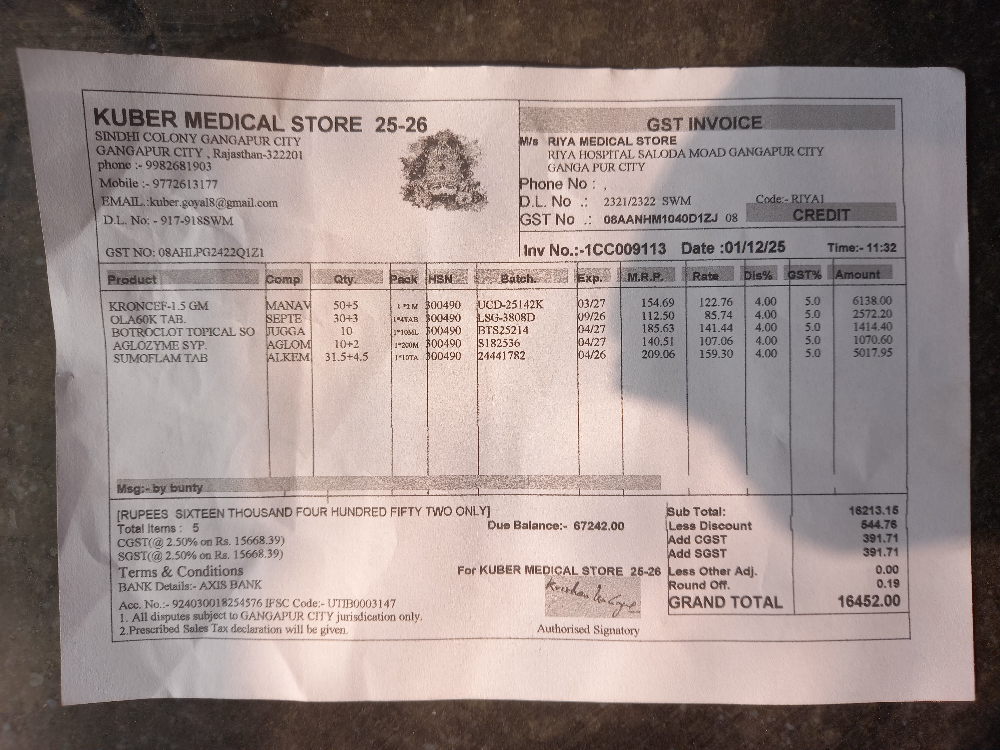 KUBER MEDICAL STORE 25-26
SINDHI COLONY GANGAPUR CITY
GANGAPUR CITY , Rajasthan-322201
phone :- 9982681903
Mobile :- 9772613177
EMAIL :kuber.goyal8@gmail.com
D.L. No: - 917-918SWM
GST NO: 08AHLPG2422Q1Z1
GST INVOICE
M/s RIYA MEDICAL STORE
RIYA HOSPITAL SALODA MOAD GANGAPUR CITY
GANGA PUR CITY
Phone No : ,
D.L. No .: 2321/2322 SWM Code:- RIYA1
GST No .: 08AANHM1040D1ZJ 08 CREDIT
Inv No.:-1CC009113 Date :01/12/25 Time:- 11:32
Product Comp Qty. Pack HSN Batch. Exp. M.R.P. Rate Dis% GST% Amount
KRONCEF-1.5 GM MANAV 50+5 300490 UCD-25142K 03/27 154.69 122.76 4.00 5.0 6138.00
OLA60K TAB. SEPTE 30+3 1*4TAB 300490 LSG-3808D 09/26 112.50 85.74 4.00 5.0 2572.20
BOTROCLOT TOPICAL SO JUGGA 10 1*10ML 300490 BTS25214 04/27 185.63 141.44 4.00 5.0 1414.40
AGLOZYME SYP. AGLOM 10+2 1*200M 300490 S182536 04/27 140.51 107.06 4.00 5.0 1070.60
SUMOFLAM TAB ALKEM 31.5+4.5 1*10TA 300490 24441782 04/26 209.06 159.30 4.00 5.0 5017.95
Msg:- by bunty
[RUPEES SIXTEEN THOUSAND FOUR HUNDRED FIFTY TWO ONLY]
Total Items : 5 Due Balance:- 67242.00
CGST(@ 2.50% on Rs. 15668.39)
SGST(@ 2.50% on Rs. 15668.39)
Terms & Conditions
BANK Details:- AXIS BANK
Acc. No.:- 924030018254576 IFSC Code:- UTIB0003147
1. All disputes subject to GANGAPUR CITY jurisdication only.
2.Prescribed Sales Tax declaration will be given.
For KUBER MEDICAL STORE 25-26
Authorised Signatory
Sub Total: 16213.15
Less Discount 544.76
Add CGST 391.71
Add SGST 391.71
Less Other Adj. 0.00
Round Off. 0.19
GRAND TOTAL 16452.00